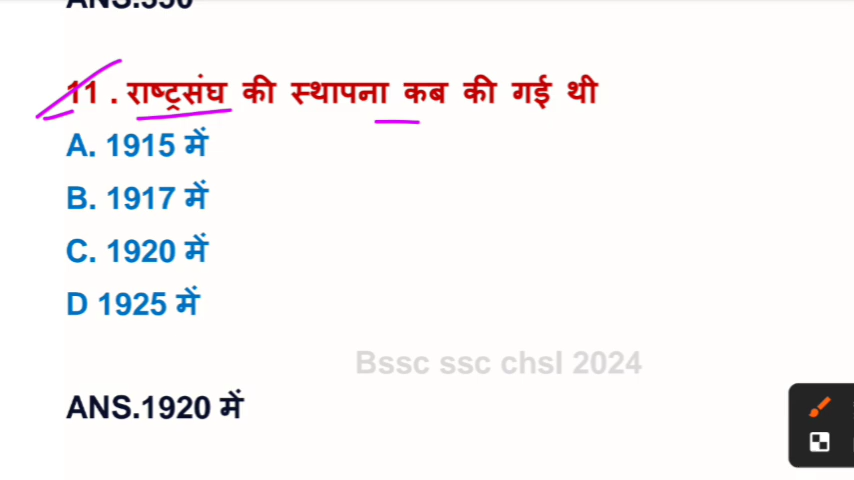 11 . राष्ट्रसंघ की स्थापना कब की गई थी
A. 1915 में
B. 1917 में
C. 1920 में
D 1925 में
Bssc ssc chsl 2024
ANS.1920 में